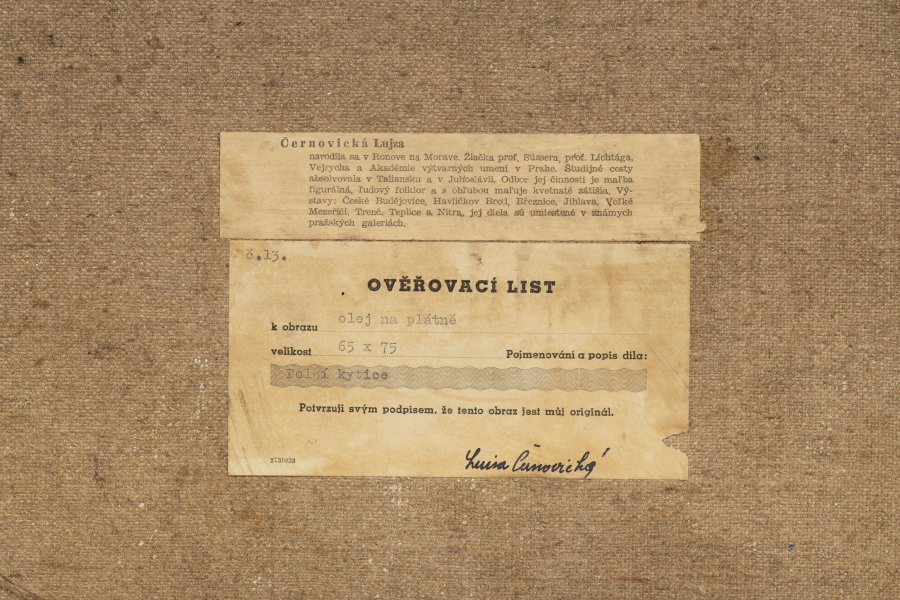 Černovická Lujza
narodila sa v Ronove na Morave. Žiačka prof. Süssera, prof. Lichtága,
Vejrycha a Akadémie výtvarných umení v Prahe. Študijné cesty
absolvovala v Taliansku a v Juhoslávii. Odbor jej činnosti je maľba
figurálná, ľudový folklor a s obľubou maľuje kvetnaté zátišia. Vý-
stavy: České Budějovice, Havlíčkov Brod, Březnice, Jihlava, Veľké
Mezeříčí, Trenč. Teplice a Nitra, jej diela sú umiestené v známych
pražských galeriách.
č.13.
OVĚŘOVACÍ LIST
k obrazu olej na plátně
velikost 65 x 75 Pojmenování a popis díla:
Polní kytice
Potvrzuji svým podpisem, že tento obraz jest můj originál.
Luisa Černovická